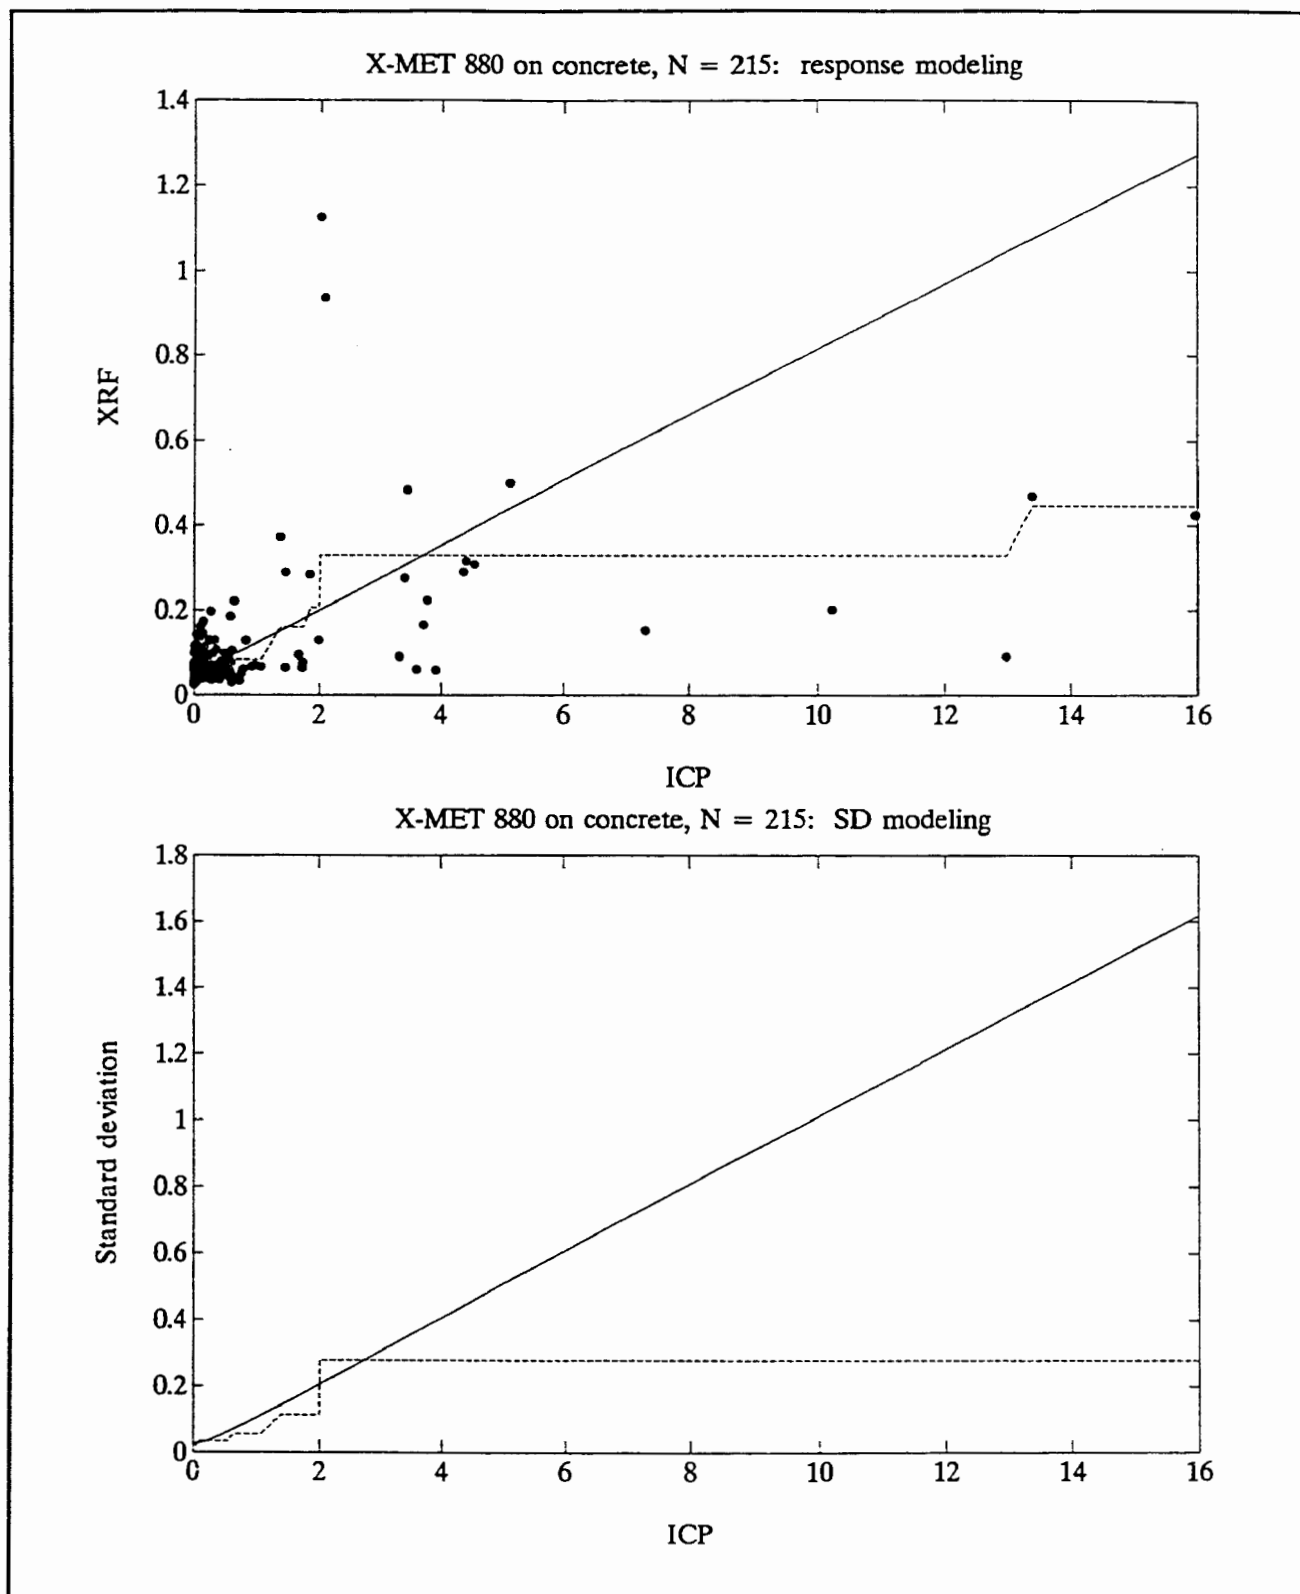 X-MET 880 on concrete, N = 215: response modeling
1.4
1.2
1
0.8
0.6
0.4
0.2
0
XRF
0 2 4 6 8 10 12 14 16
ICP
X-MET 880 on concrete, N = 215: SD modeling
1.8
1.6
1.4
1.2
1
0.8
0.6
0.4
0.2
0
Standard deviation
0 2 4 6 8 10 12 14 16
ICP